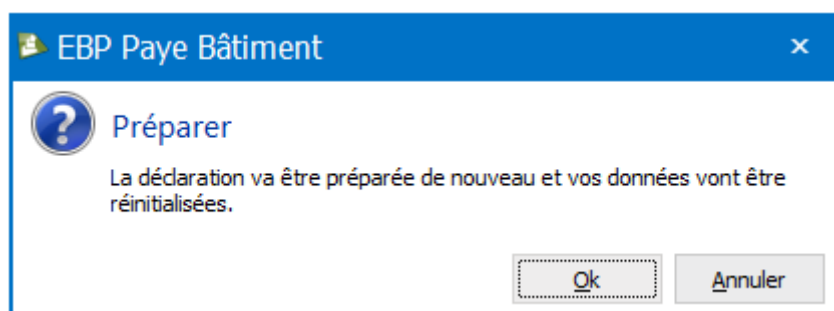 EBP Paye Bâtiment
Préparer
La déclaration va être préparée de nouveau et vos données vont être
réinitialisées.
Ok Annuler